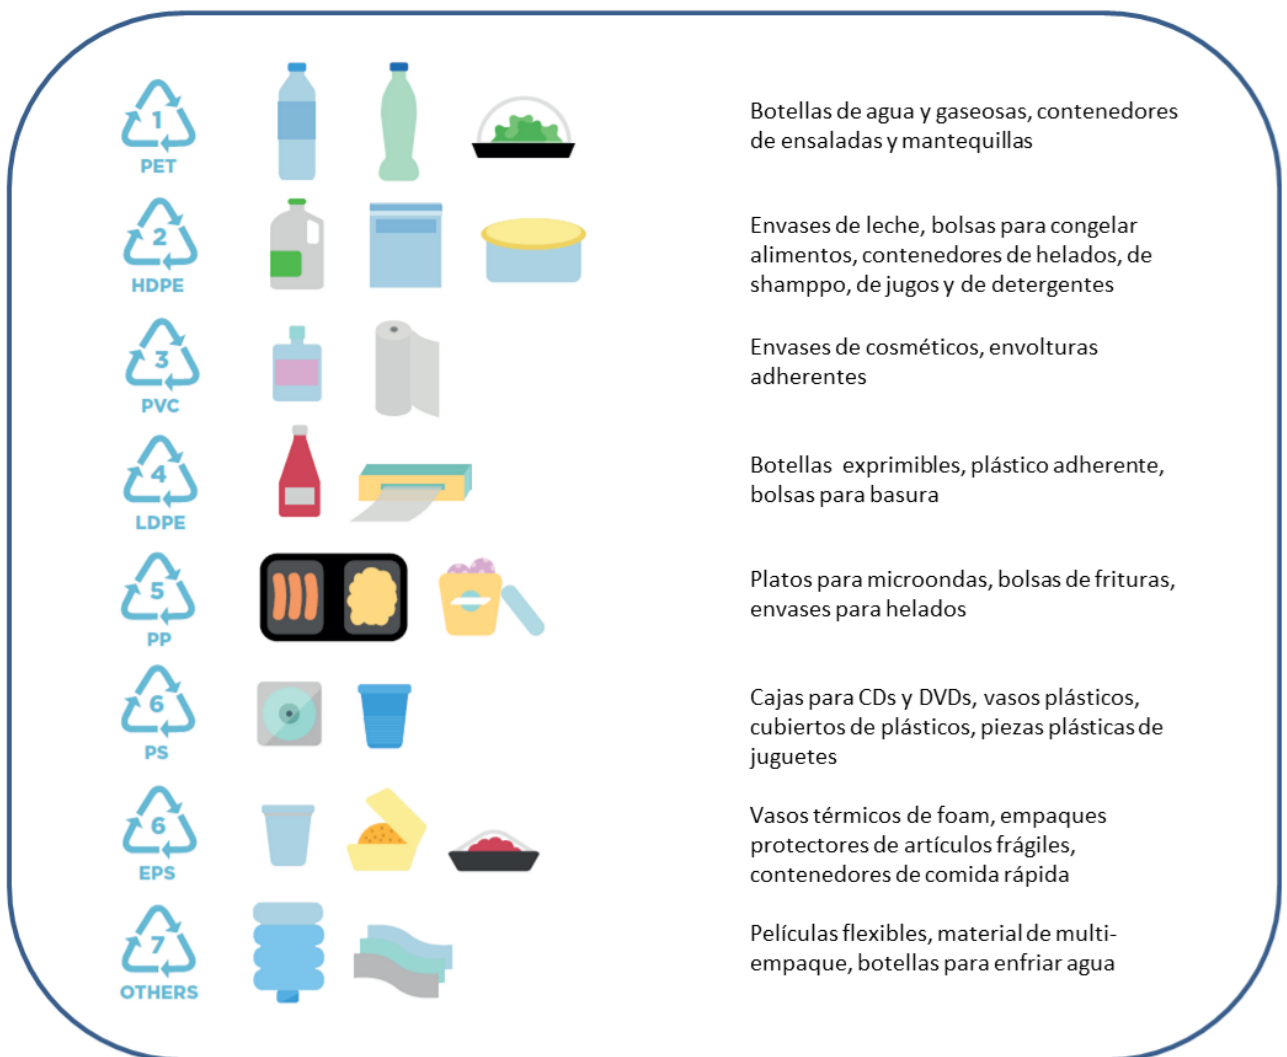 1
PET
Botellas de agua y gaseosas, contenedores
de ensaladas y mantequillas
2
HDPE
Envases de leche, bolsas para congelar
alimentos, contenedores de helados, de
shamppo, de jugos y de detergentes
3
PVC
Envases de cosméticos, envolturas
adherentes
4
LDPE
Botellas exprimibles, plástico adherente,
bolsas para basura
5
PP
Platos para microondas, bolsas de frituras,
envases para helados
6
PS
Cajas para CDs y DVDs, vasos plásticos,
cubiertos de plásticos, piezas plásticas de
juguetes
6
EPS
Vasos térmicos de foam, empaques
protectores de artículos frágiles,
contenedores de comida rápida
7
OTHERS
Películas flexibles, material de multi-
empaque, botellas para enfriar agua